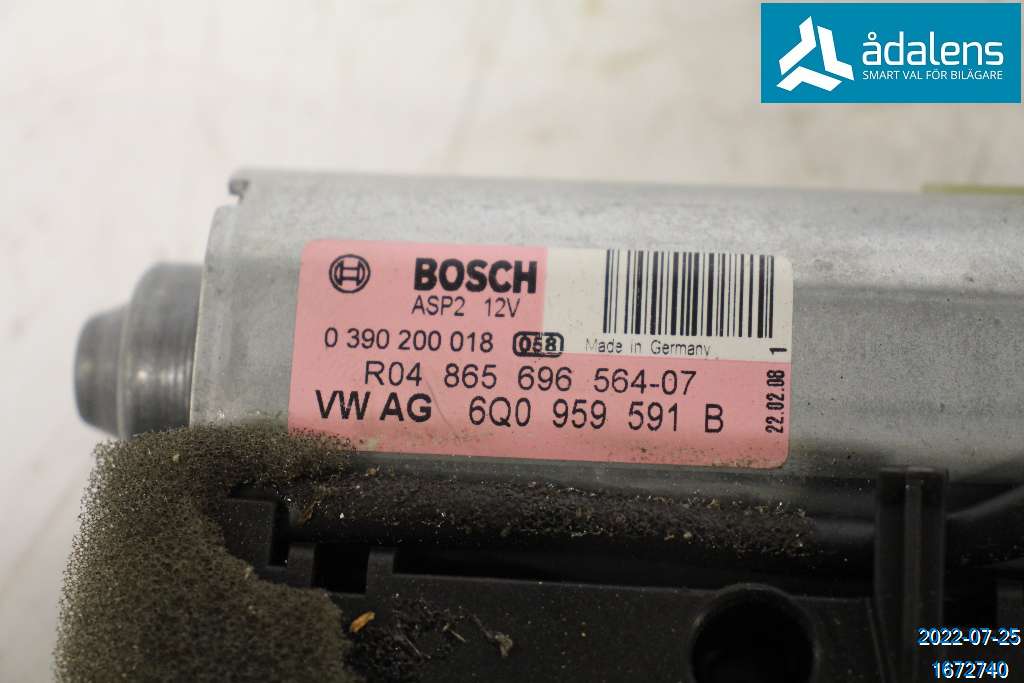 ådalens
SMART VAL FÖR BILÄGARE
BOSCH
ASP2 12V
0 390 200 018 058 Made in Germany
R04 865 696 564-07
VW AG 6Q0 959 591 B
22.02.08 1
2022-07-25
1672740